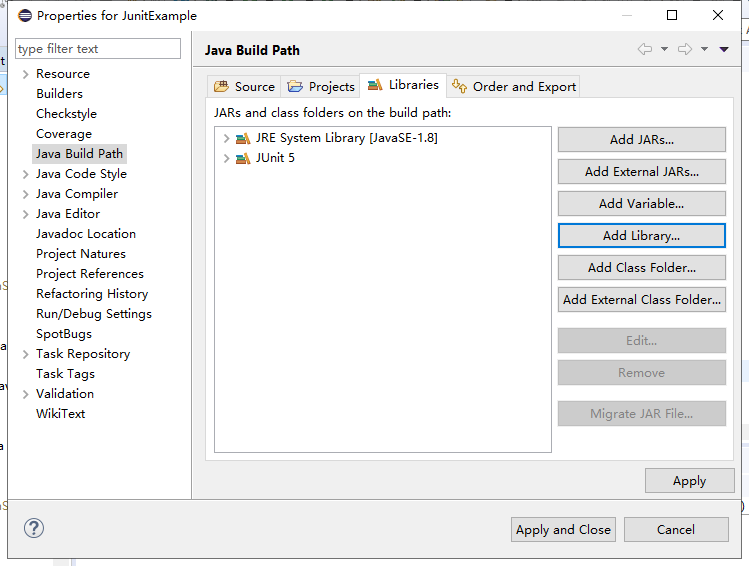 Properties for JunitExample
type filter text
Resource
Builders
Checkstyle
Coverage
Java Build Path
Java Code Style
Java Compiler
Java Editor
Javadoc Location
Project Natures
Project References
Refactoring History
Run/Debug Settings
SpotBugs
Task Repository
Task Tags
Validation
WikiText
Java Build Path
Source
Projects
Libraries
Order and Export
JARs and class folders on the build path:
JRE System Library [JavaSE-1.8]
JUnit 5
Add JARs...
Add External JARs...
Add Variable...
Add Library...
Add Class Folder...
Add External Class Folder...
Edit...
Remove
Migrate JAR File...
Apply
Apply and Close
Cancel